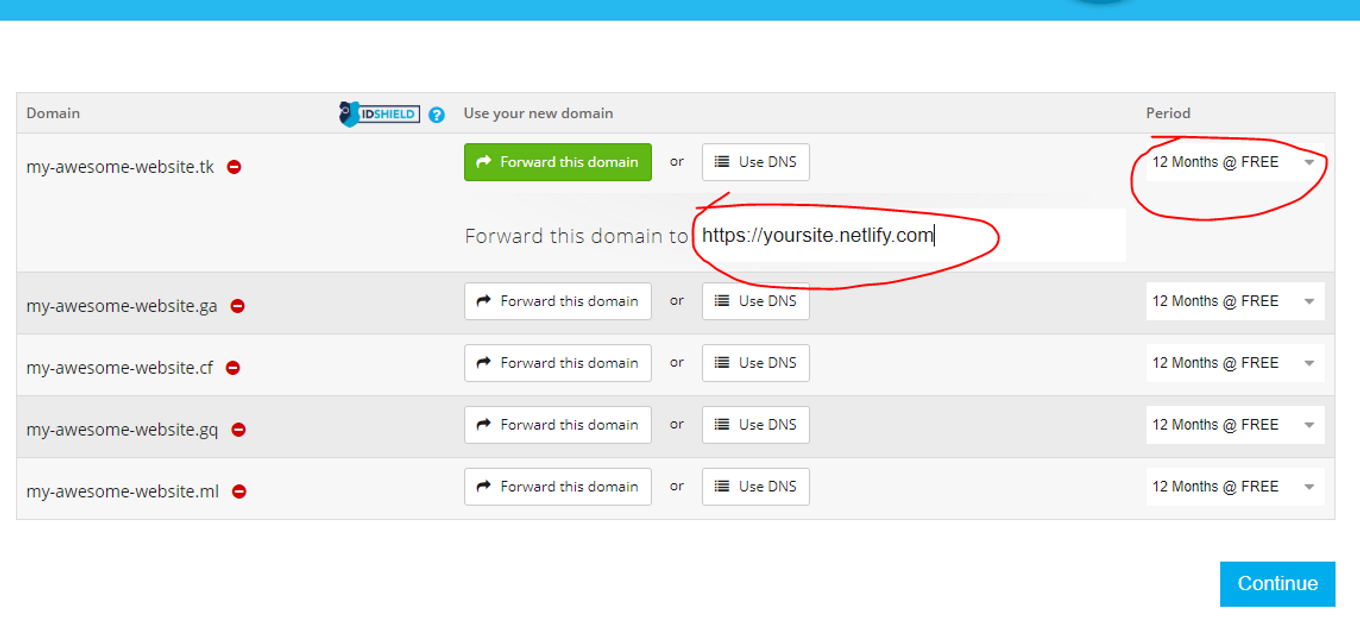 Domain IDSHIELD ? Use your new domain Period
my-awesome-website.tk Forward this domain or Use DNS 12 Months @ FREE
Forward this domain to https://yoursite.netlify.com
my-awesome-website.ga Forward this domain or Use DNS 12 Months @ FREE
my-awesome-website.cf Forward this domain or Use DNS 12 Months @ FREE
my-awesome-website.gq Forward this domain or Use DNS 12 Months @ FREE
my-awesome-website.ml Forward this domain or Use DNS 12 Months @ FREE
Continue